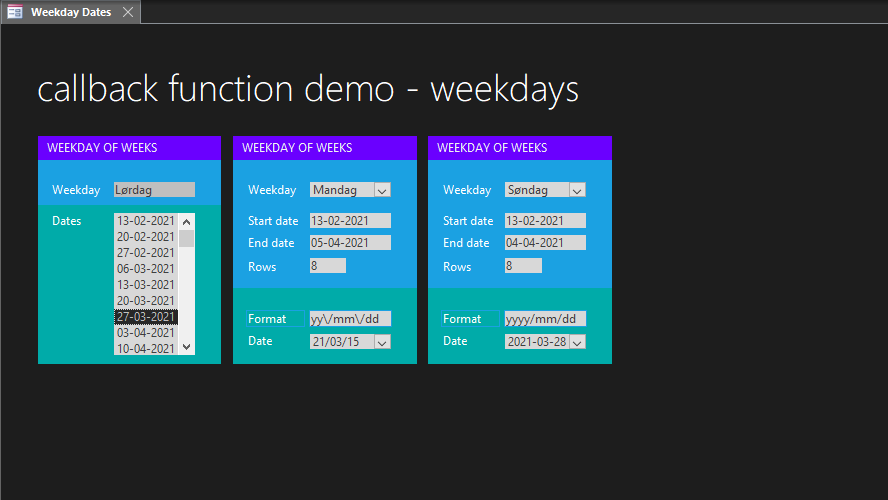 Weekday Dates
callback function demo - weekdays
WEEKDAY OF WEEKS
Weekday Lørdag
Dates
13-02-2021
20-02-2021
27-02-2021
06-03-2021
13-03-2021
20-03-2021
27-03-2021
03-04-2021
10-04-2021
WEEKDAY OF WEEKS
Weekday Mandag
Start date 13-02-2021
End date 05-04-2021
Rows 8
Format yy\/mm\/dd
Date 21/03/15
WEEKDAY OF WEEKS
Weekday Søndag
Start date 13-02-2021
End date 04-04-2021
Rows 8
Format yyyy/mm/dd
Date 2021-03-28